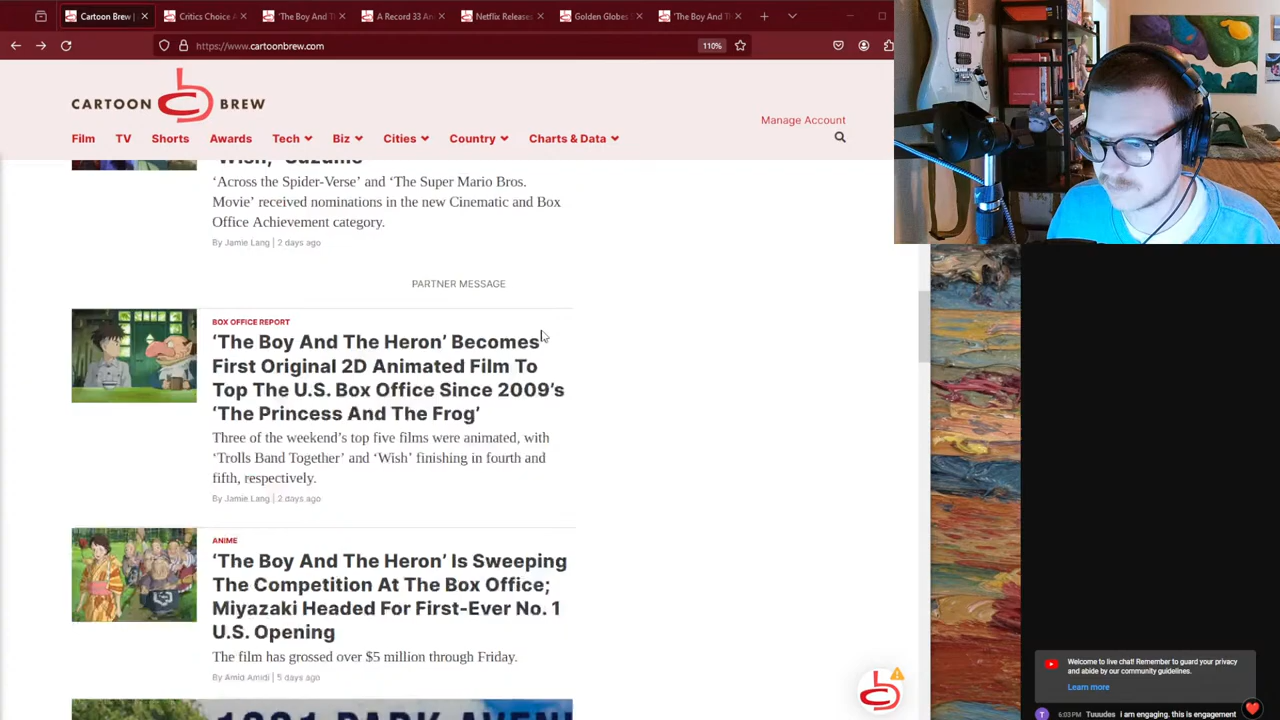 Cartoon Brew |
Critics Choice A
'The Boy And Th
A Record 33 An
Netflix Releases
Golden Globes
'The Boy And T
https://www.cartoonbrew.com
110%
CARTOON BREW
Manage Account
Film
TV
Shorts
Awards
Tech
Biz
Cities
Country
Charts & Data
'Wish,' 'Suzume'
'Across the Spider-Verse' and 'The Super Mario Bros.
Movie' received nominations in the new Cinematic and Box
Office Achievement category.
By Jamie Lang | 2 days ago
PARTNER MESSAGE
BOX OFFICE REPORT
'The Boy And The Heron' Becomes
First Original 2D Animated Film To
Top The U.S. Box Office Since 2009's
'The Princess And The Frog'
Three of the weekend's top five films were animated, with
'Trolls Band Together' and 'Wish' finishing in fourth and
fifth, respectively.
By Jamie Lang | 2 days ago
ANIME
'The Boy And The Heron' Is Sweeping
The Competition At The Box Office;
Miyazaki Headed For First-Ever No. 1
U.S. Opening
The film has grossed over $5 million through Friday.
By Amid Amidi | 5 days ago
Welcome to live chat! Remember to guard your privacy
and abide by our community guidelines.
Learn more
T
6:03 PM Tuuudes i am engaging. this is engagement